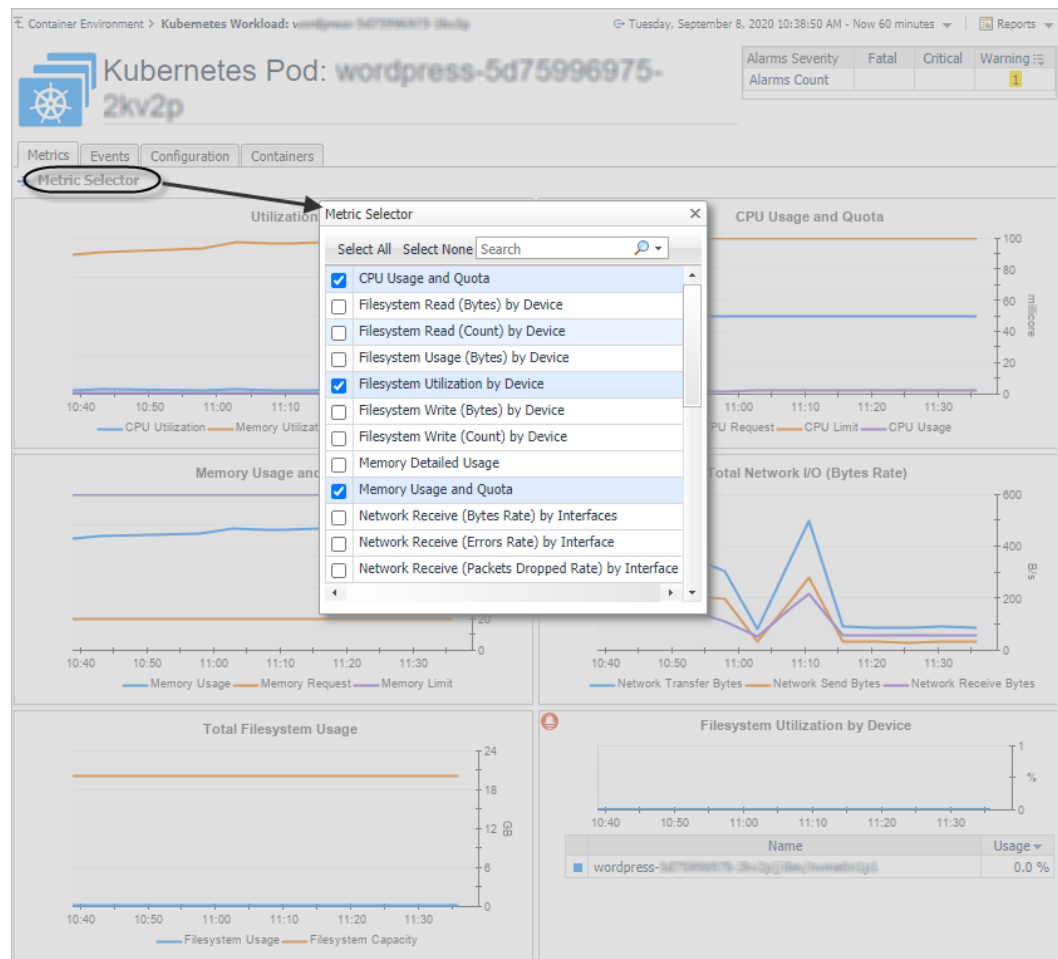 Container Environment > Kubernetes Workload:
Tuesday, September 8, 2020 10:38:50 AM - Now 60 minutes
Reports
Kubernetes Pod: wordpress-5d75996975-
2kv2p
Alarms Severity Fatal Critical Warning
Alarms Count 1
Metrics Events Configuration Containers
Metric Selector
Utilization
10:40 10:50 11:00 11:10
CPU Utilization Memory Utilizat
CPU Usage and Quota
100
80
60
40
20
0
millicore
11:00 11:10 11:20 11:30
PU Request CPU Limit CPU Usage
Metric Selector
Select All Select None Search
CPU Usage and Quota
Filesystem Read (Bytes) by Device
Filesystem Read (Count) by Device
Filesystem Usage (Bytes) by Device
Filesystem Utilization by Device
Filesystem Write (Bytes) by Device
Filesystem Write (Count) by Device
Memory Detailed Usage
Memory Usage and Quota
Network Receive (Bytes Rate) by Interfaces
Network Receive (Errors Rate) by Interface
Network Receive (Packets Dropped Rate) by Interface
Memory Usage and
20
0
10:40 10:50 11:00 11:10 11:20 11:30
Memory Usage Memory Request Memory Limit
Total Network I/O (Bytes Rate)
600
400
200
0
B/s
10:40 10:50 11:00 11:10 11:20 11:30
Network Transfer Bytes Network Send Bytes Network Receive Bytes
Total Filesystem Usage
24
18
12
6
0
GB
10:40 10:50 11:00 11:10 11:20 11:30
Filesystem Usage Filesystem Capacity
Filesystem Utilization by Device
1
0
%
10:40 10:50 11:00 11:10 11:20 11:30
Name Usage
wordpress- 0.0 %